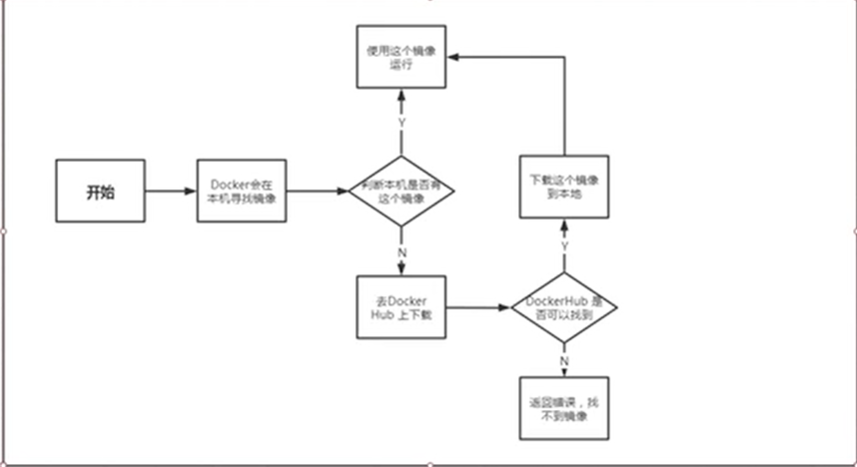 使用这个镜像
运行
Y
开始
Docker会在
本机寻找镜像
判断本机是否有
这个镜像
下载这个镜像
到本地
Y
N
去Docker
Hub 上下载
DockerHub 是
否可以找到
N
返回错误，找
不到镜像